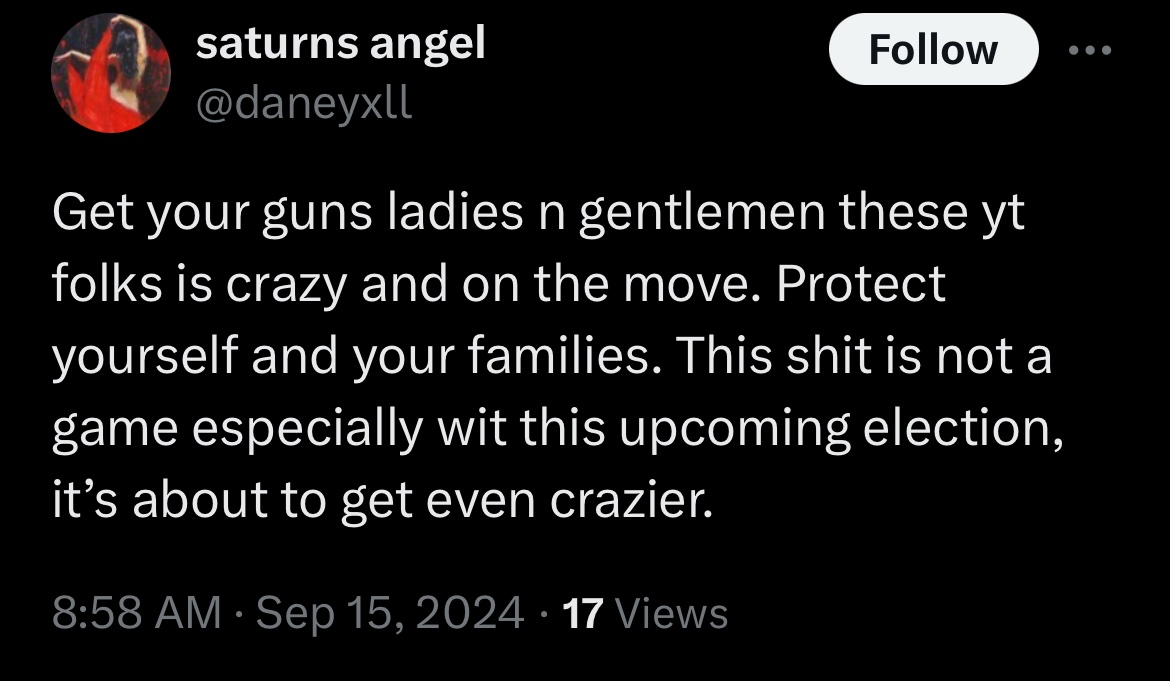 saturns angel
Follow
@daneyxll
Get your guns ladies n gentlemen these yt
folks is crazy and on the move. Protect
yourself and your families. This shit is not a
game especially wit this upcoming election,
it’s about to get even crazier.
8:58 AM · Sep 15, 2024 · 17 Views